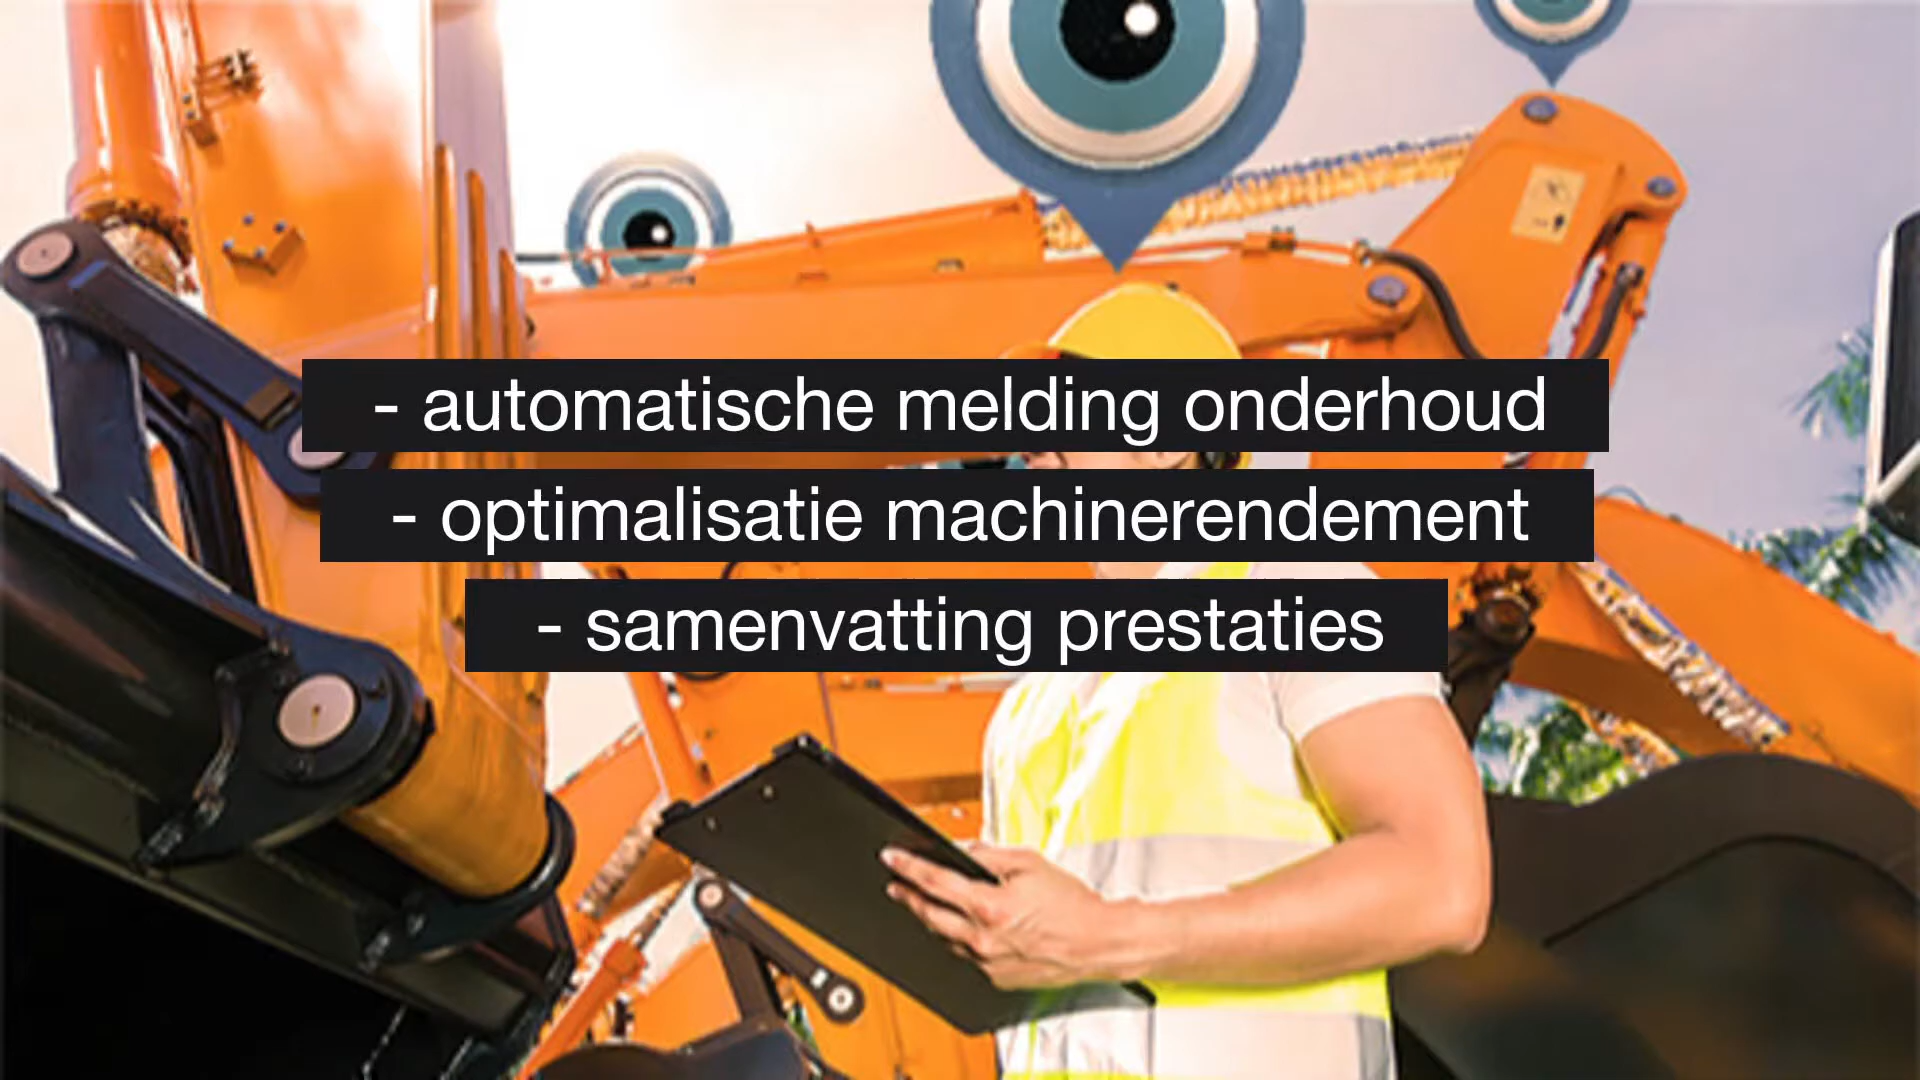 - automatische melding onderhoud
- optimalisatie machinerendement
- samenvatting prestaties